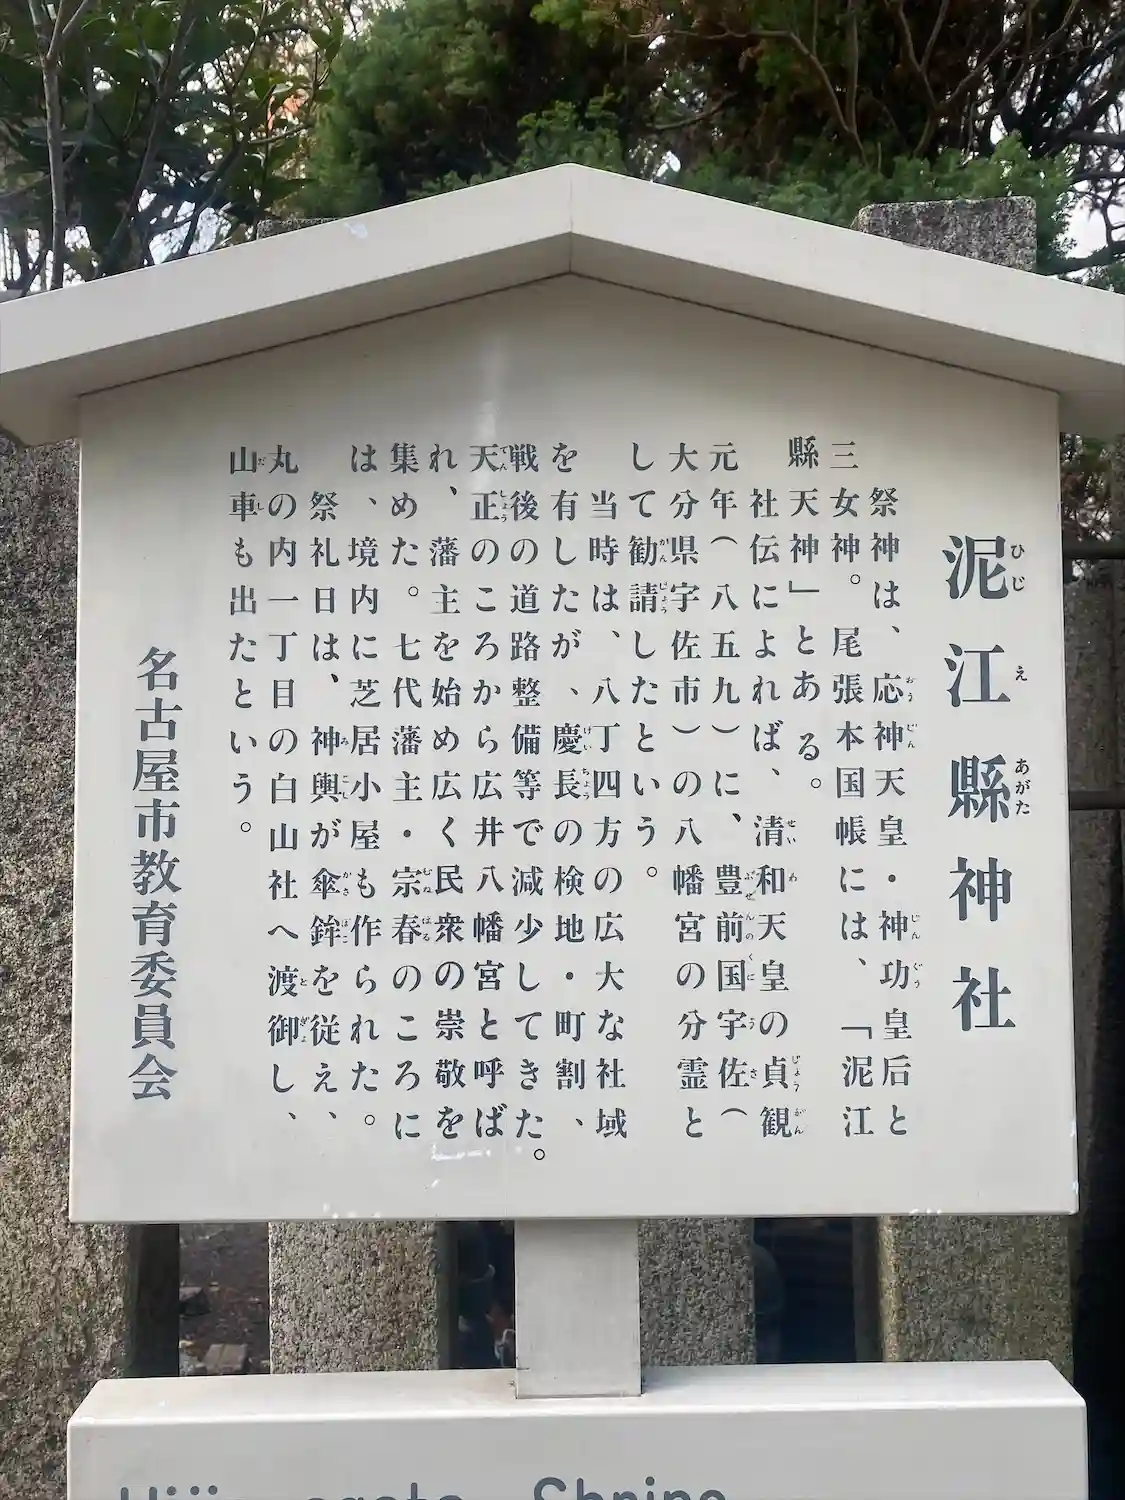 泥江縣神社
祭神は、応神天皇・神功皇后と
三女神。尾張本国帳には、「泥江
縣天神」とある。
社伝によれば、清和天皇の貞観
元年（八五九）に、豊前国宇佐（
大分県宇佐市）の八幡宮の分霊と
して勧請したという。
当時は、八丁四方の広大な社域
を有したが、慶長の検地・町割、
戦後の道路整備等で減少してきた。
天正のころから広井八幡宮と呼ば
れ、藩主を始め広く民衆の崇敬を
集めた。七代藩主・宗春のころに
は、境内に芝居小屋も作られた。
祭礼日は、神輿が傘鉾を従え、
丸の内一丁目の白山社へ渡御し、
山車も出たという。
名古屋市教育委員会
Shrine